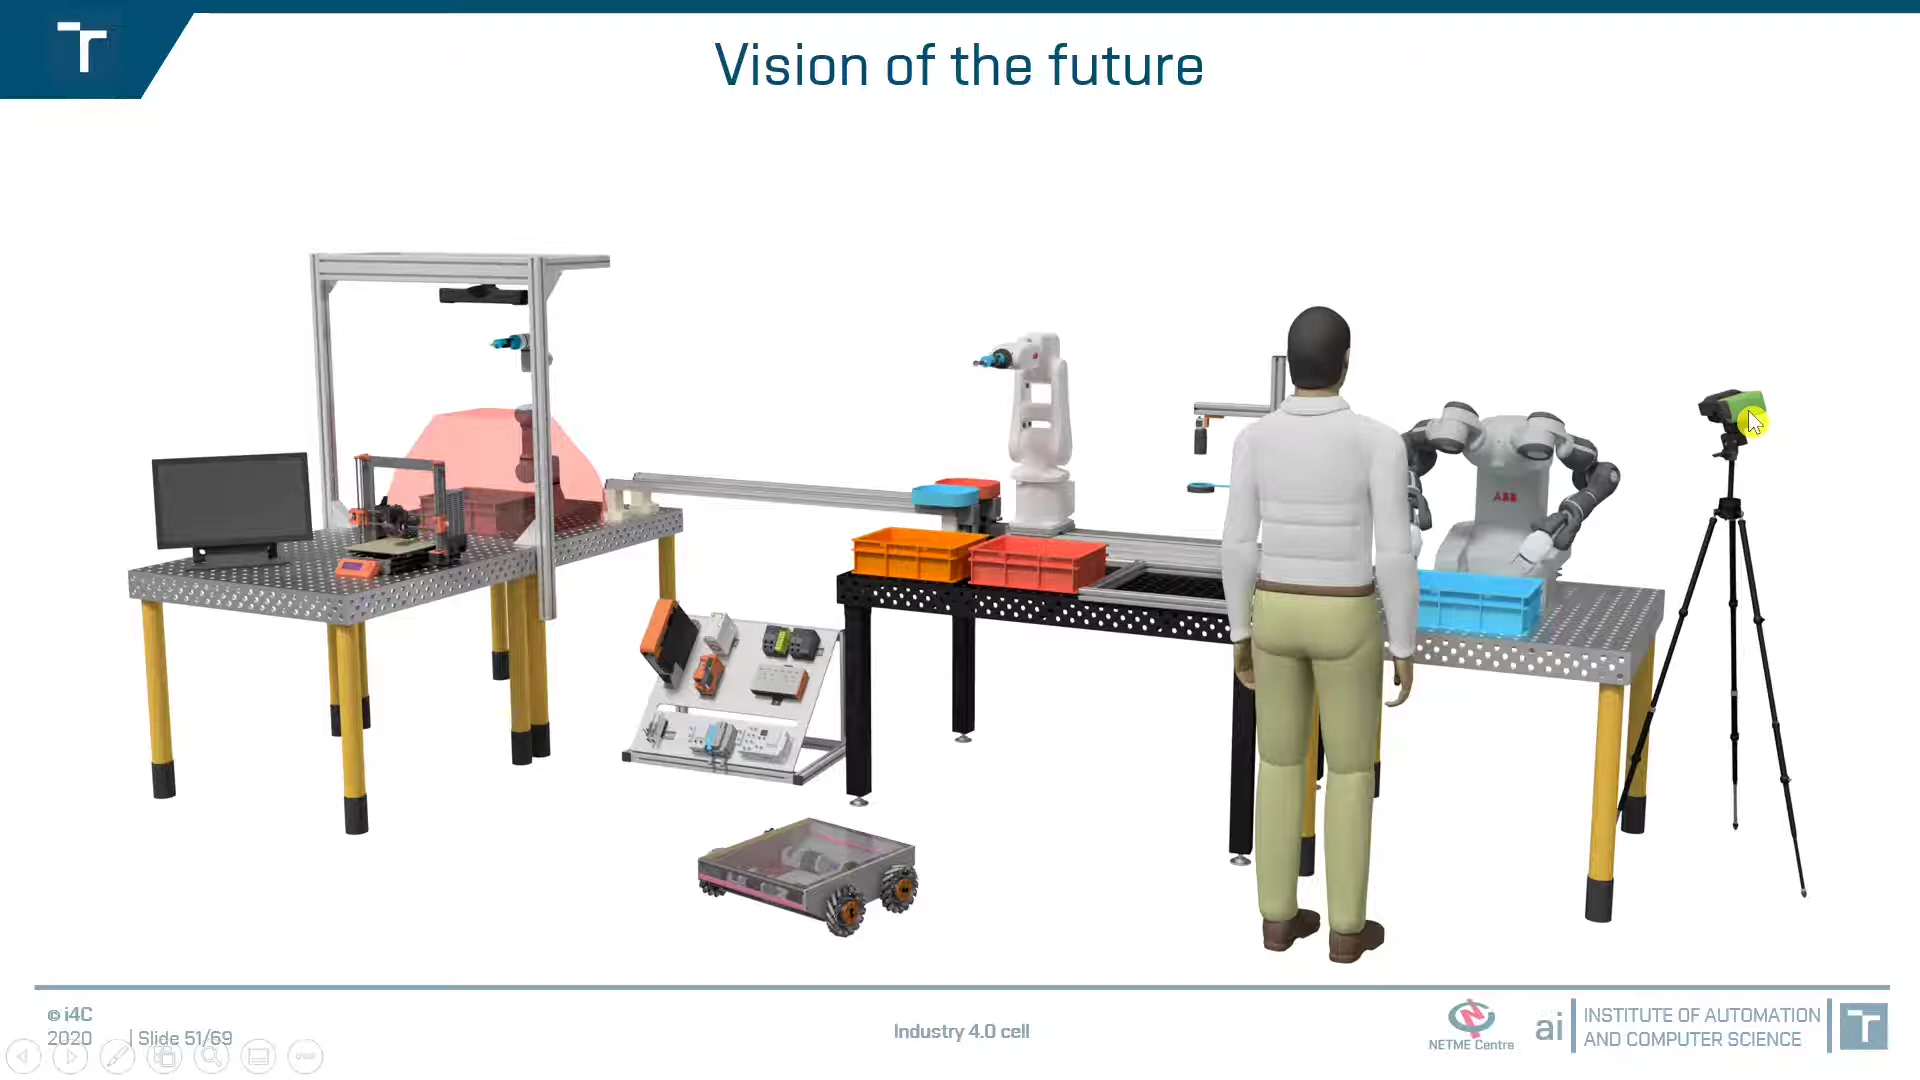 Vision of the future
ABB
© i4C
2020 | Slide 51/69
Industry 4.0 cell
NETME Centre
ai
INSTITUTE OF AUTOMATION
AND COMPUTER SCIENCE